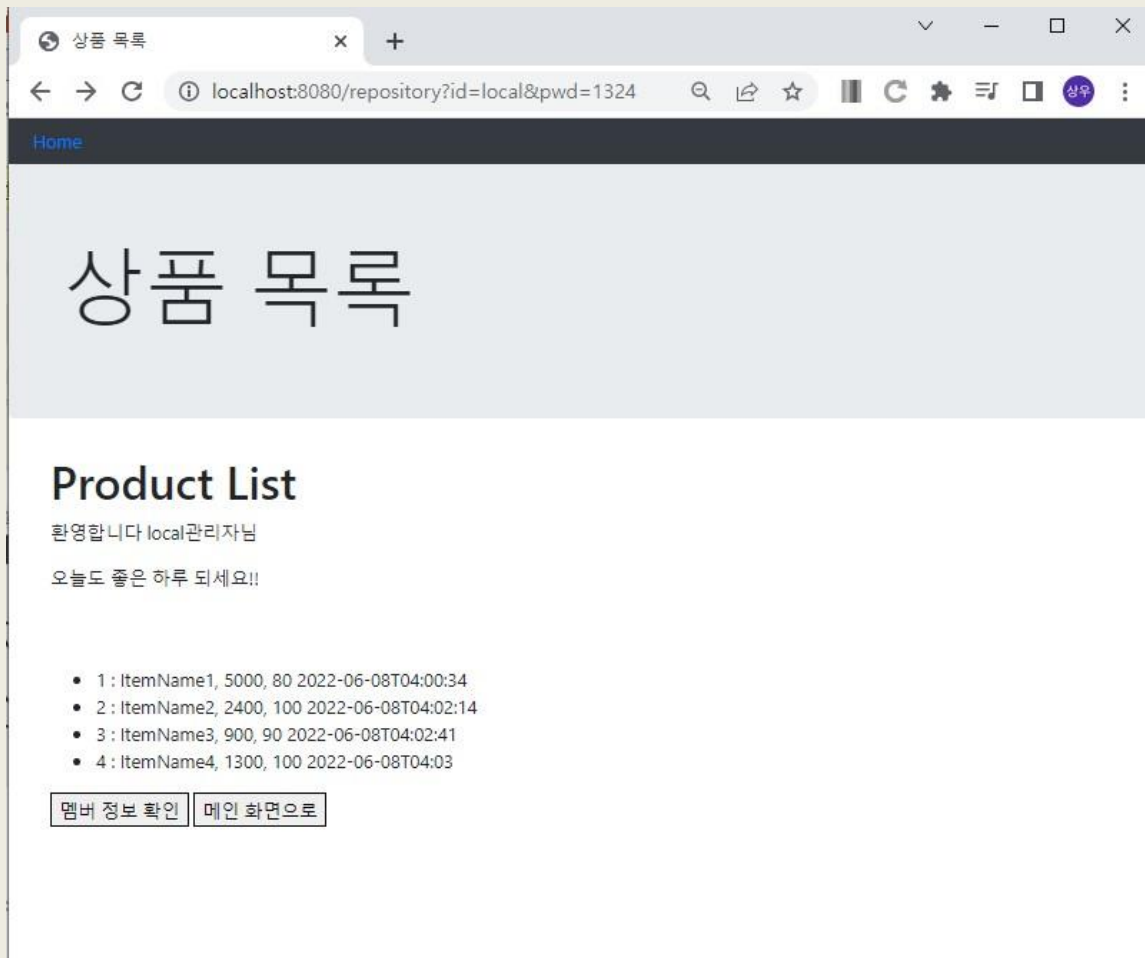 상품 목록
localhost:8080/repository?id=local&pwd=1324
상우
Home
상품 목록
Product List
환영합니다 local관리자님
오늘도 좋은 하루 되세요!!
1 : ItemName1, 5000, 80 2022-06-08T04:00:34
2 : ItemName2, 2400, 100 2022-06-08T04:02:14
3 : ItemName3, 900, 90 2022-06-08T04:02:41
4 : ItemName4, 1300, 100 2022-06-08T04:03
멤버 정보 확인 메인 화면으로